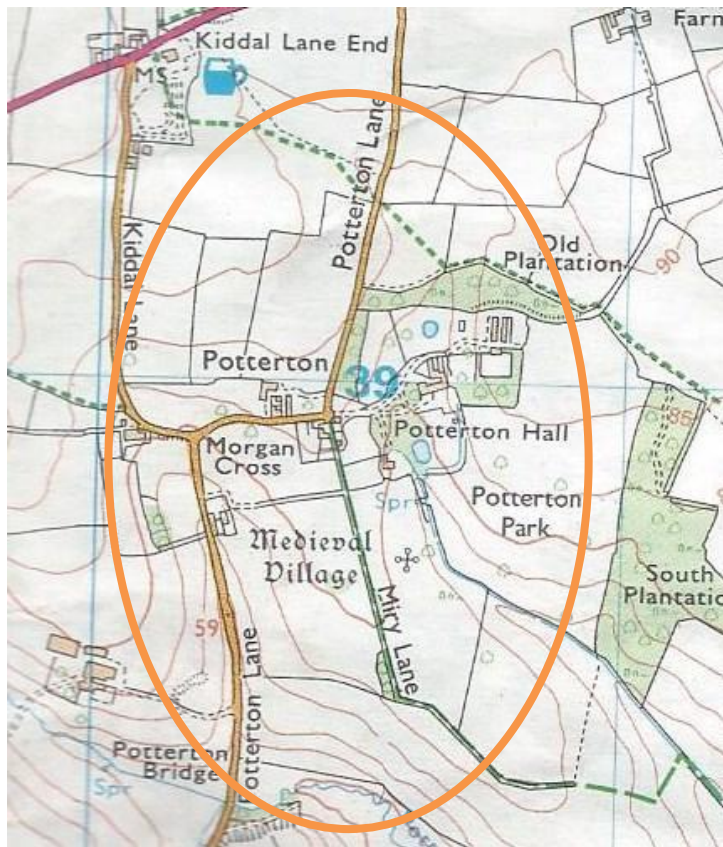 Farm
Kiddal Lane End
MS
Potterton Lane
Kiddal Lane
Old
Plantation
90
Potterton
39
Morgan
Cross
Potterton Hall
85
Spr
Potterton
Park
Medieval
Village
South
59
Miry Lane
Potterton Lane
Potterton
Bridge
Spr